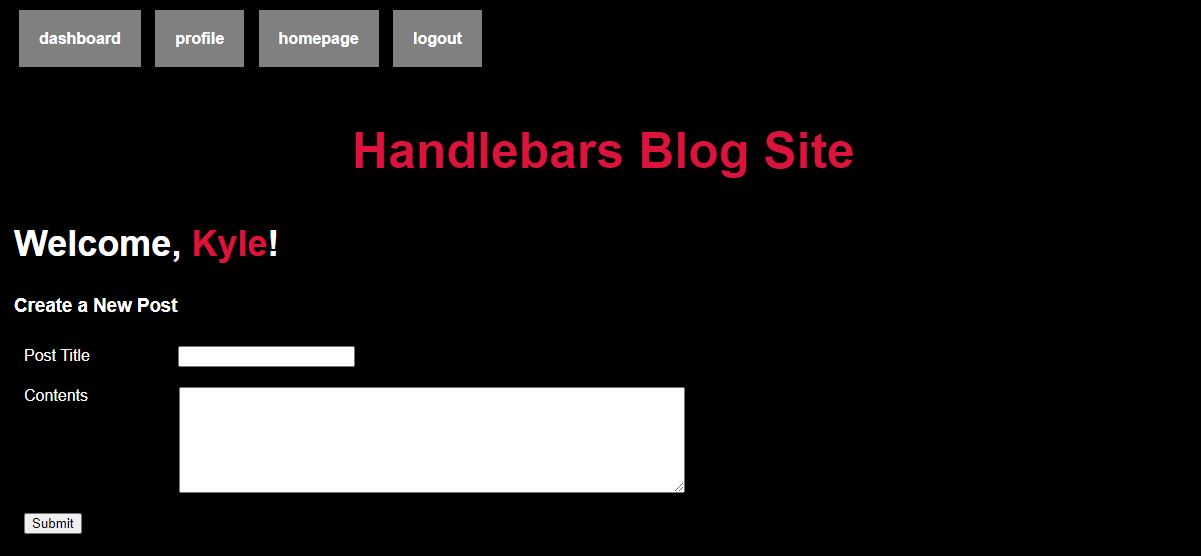 dashboard profile homepage logout
Handlebars Blog Site
Welcome, Kyle!
Create a New Post
Post Title
Contents
Submit